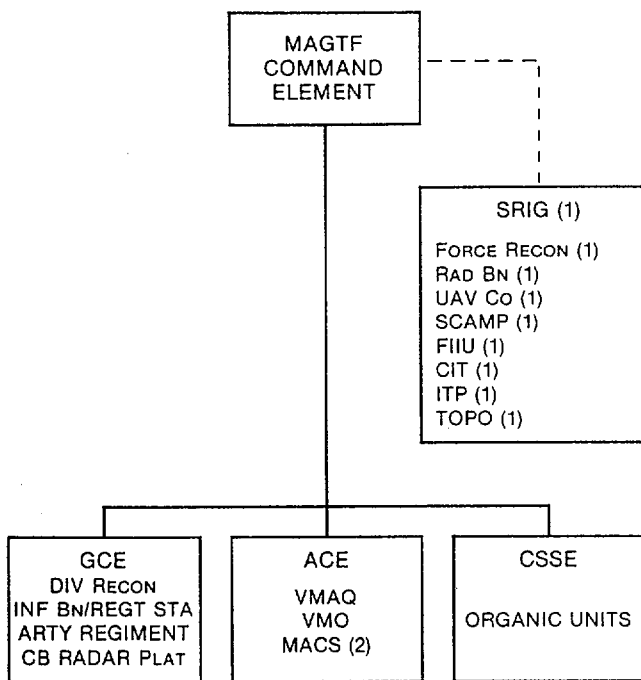 MAGTF
COMMAND
ELEMENT
SRIG (1)
FORCE RECON (1)
RAD BN (1)
UAV CO (1)
SCAMP (1)
FIIU (1)
CIT (1)
ITP (1)
TOPO (1)
GCE
DIV RECON
INF BN/REGT STA
ARTY REGIMENT
CB RADAR PLAT
ACE
VMAQ
VMO
MACS (2)
CSSE
ORGANIC UNITS